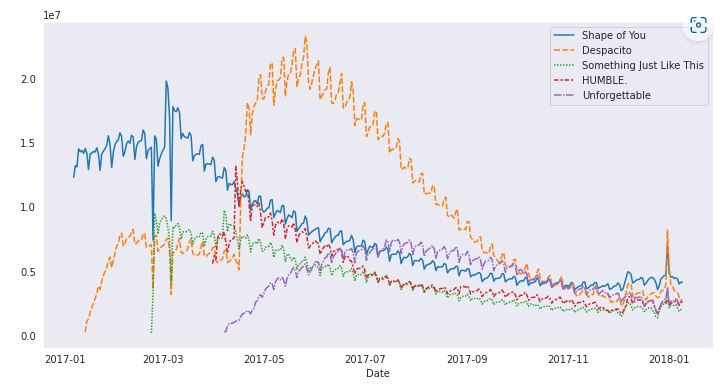 1e7
Shape of You
Despacito
Something Just Like This
HUMBLE.
Unforgettable
2.0
1.5
1.0
0.5
0.0
2017-01 2017-03 2017-05 2017-07 2017-09 2017-11 2018-01
Date